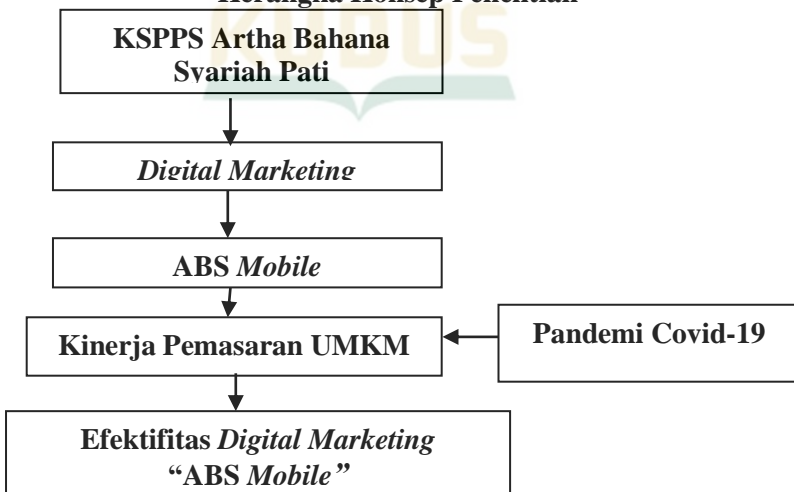 Kerangka Konsep Penelitian
KUDUS
KSPPS Artha Bahana
Syariah Pati
Digital Marketing
ABS Mobile
Kinerja Pemasaran UMKM
Pandemi Covid-19
Efektifitas Digital Marketing
“ABS Mobile”